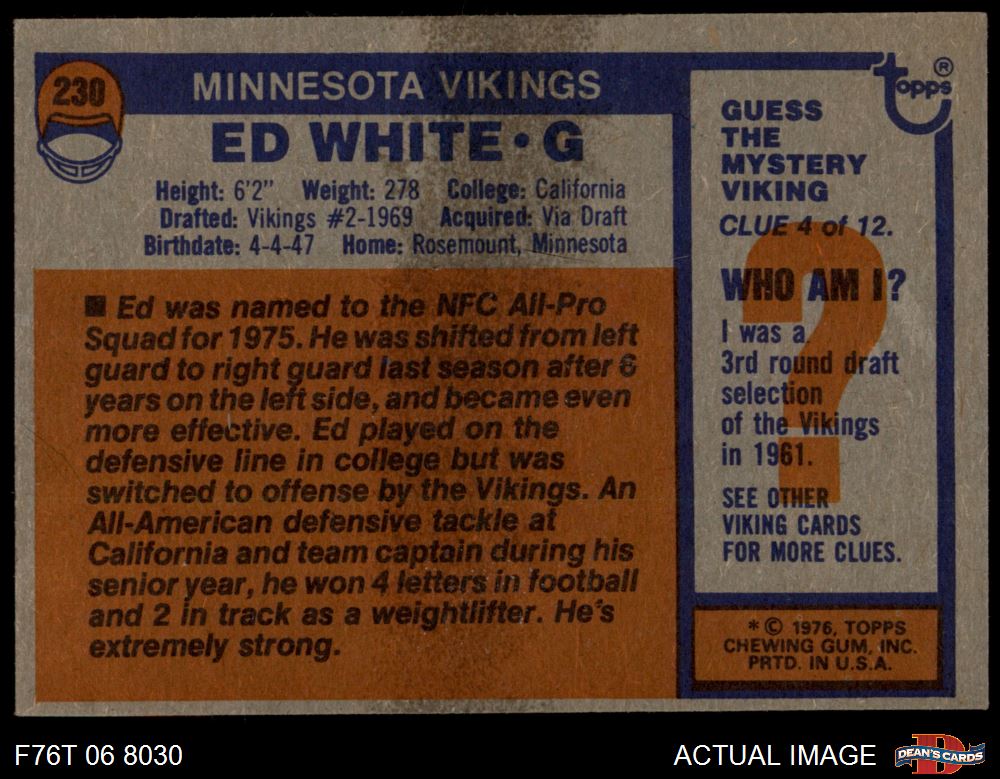 230
MINNESOTA VIKINGS
ED WHITE • G
Height: 6'2" Weight: 278 College: California
Drafted: Vikings #2-1969 Acquired: Via Draft
Birthdate: 4-4-47 Home: Rosemount, Minnesota
■ Ed was named to the NFC All-Pro
Squad for 1975. He was shifted from left
guard to right guard last season after 6
years on the left side, and became even
more effective. Ed played on the
defensive line in college but was
switched to offense by the Vikings. An
All-American defensive tackle at
California and team captain during his
senior year, he won 4 letters in football
and 2 in track as a weightlifter. He's
extremely strong.
topps®
GUESS
THE
MYSTERY
VIKING
CLUE 4 of 12.
?
WHO AM I?
I was a
3rd round draft
selection
of the Vikings
in 1961.
SEE OTHER
VIKING CARDS
FOR MORE CLUES.
* © 1976, TOPPS
CHEWING GUM, INC.
PRTD. IN U.S.A.
F76T 06 8030
ACTUAL IMAGE
D
DEAN'S CARDS